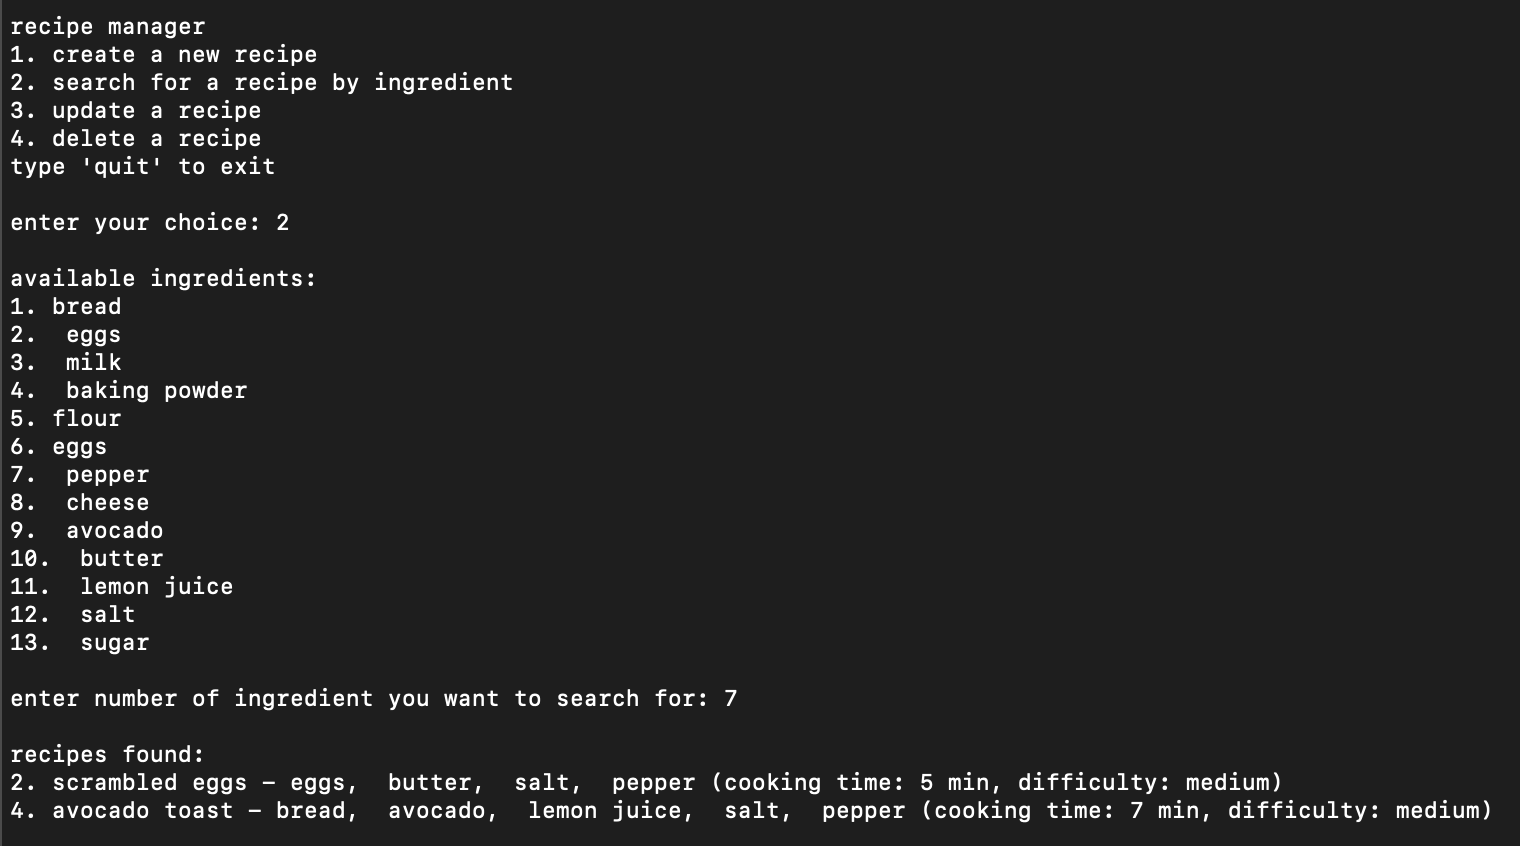 recipe manager
1. create a new recipe
2. search for a recipe by ingredient
3. update a recipe
4. delete a recipe
type 'quit' to exit

enter your choice: 2

available ingredients:
1. bread
2.  eggs
3.  milk
4.  baking powder
5. flour
6. eggs
7.  pepper
8.  cheese
9.  avocado
10.  butter
11.  lemon juice
12.  salt
13.  sugar

enter number of ingredient you want to search for: 7

recipes found:
2. scrambled eggs – eggs,  butter,  salt,  pepper (cooking time: 5 min, difficulty: medium)
4. avocado toast – bread,  avocado,  lemon juice,  salt,  pepper (cooking time: 7 min, difficulty: medium)